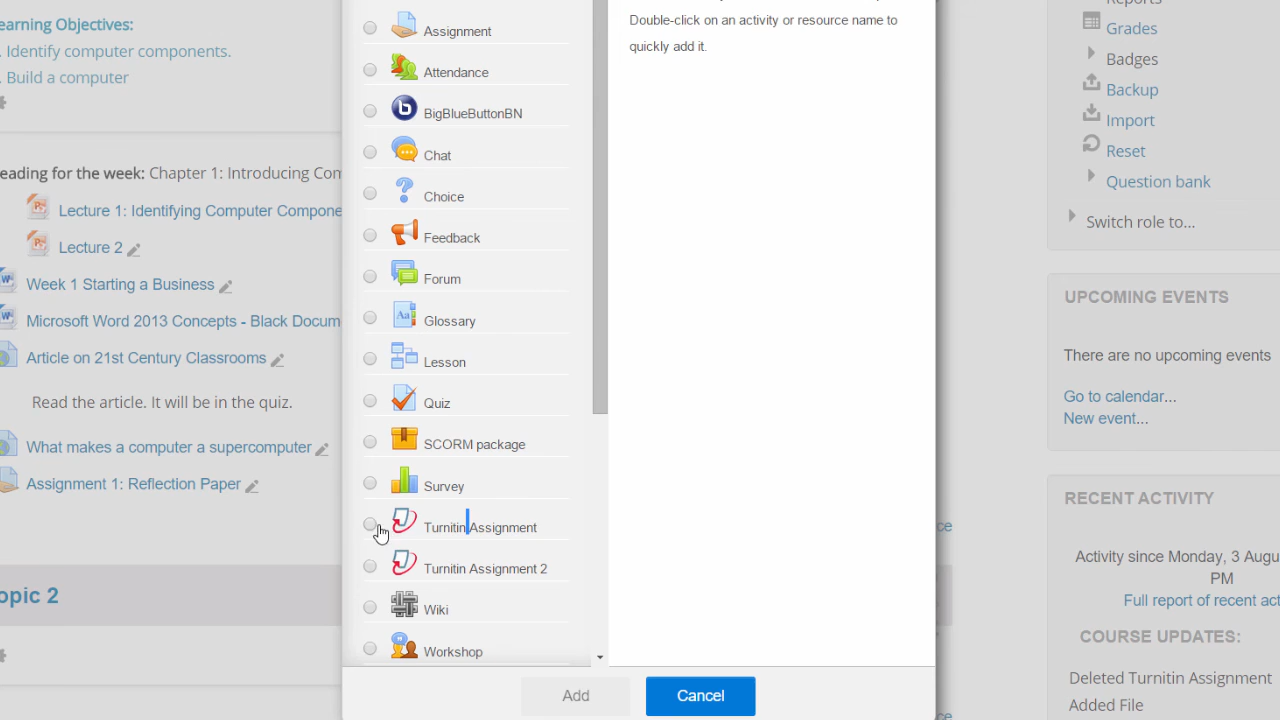 earning Objectives:
. Identify computer components.
. Build a computer
eading for the week: Chapter 1: Introducing Com
Lecture 1: Identifying Computer Compone
Lecture 2
Week 1 Starting a Business
Microsoft Word 2013 Concepts - Black Docum
Article on 21st Century Classrooms
Read the article. It will be in the quiz.
What makes a computer a supercomputer
Assignment 1: Reflection Paper
opic 2
Assignment
Attendance
BigBlueButtonBN
Chat
Choice
Feedback
Forum
Glossary
Lesson
Quiz
SCORM package
Survey
Turnitin Assignment
Turnitin Assignment 2
Wiki
Workshop
Add
Cancel
Double-click on an activity or resource name to
quickly add it.
ce
ce
Reports
Grades
Badges
Backup
Import
Reset
Question bank
Switch role to...
UPCOMING EVENTS
There are no upcoming events
Go to calendar...
New event...
RECENT ACTIVITY
Activity since Monday, 3 Augu
PM
Full report of recent act
COURSE UPDATES:
Deleted Turnitin Assignment
Added File